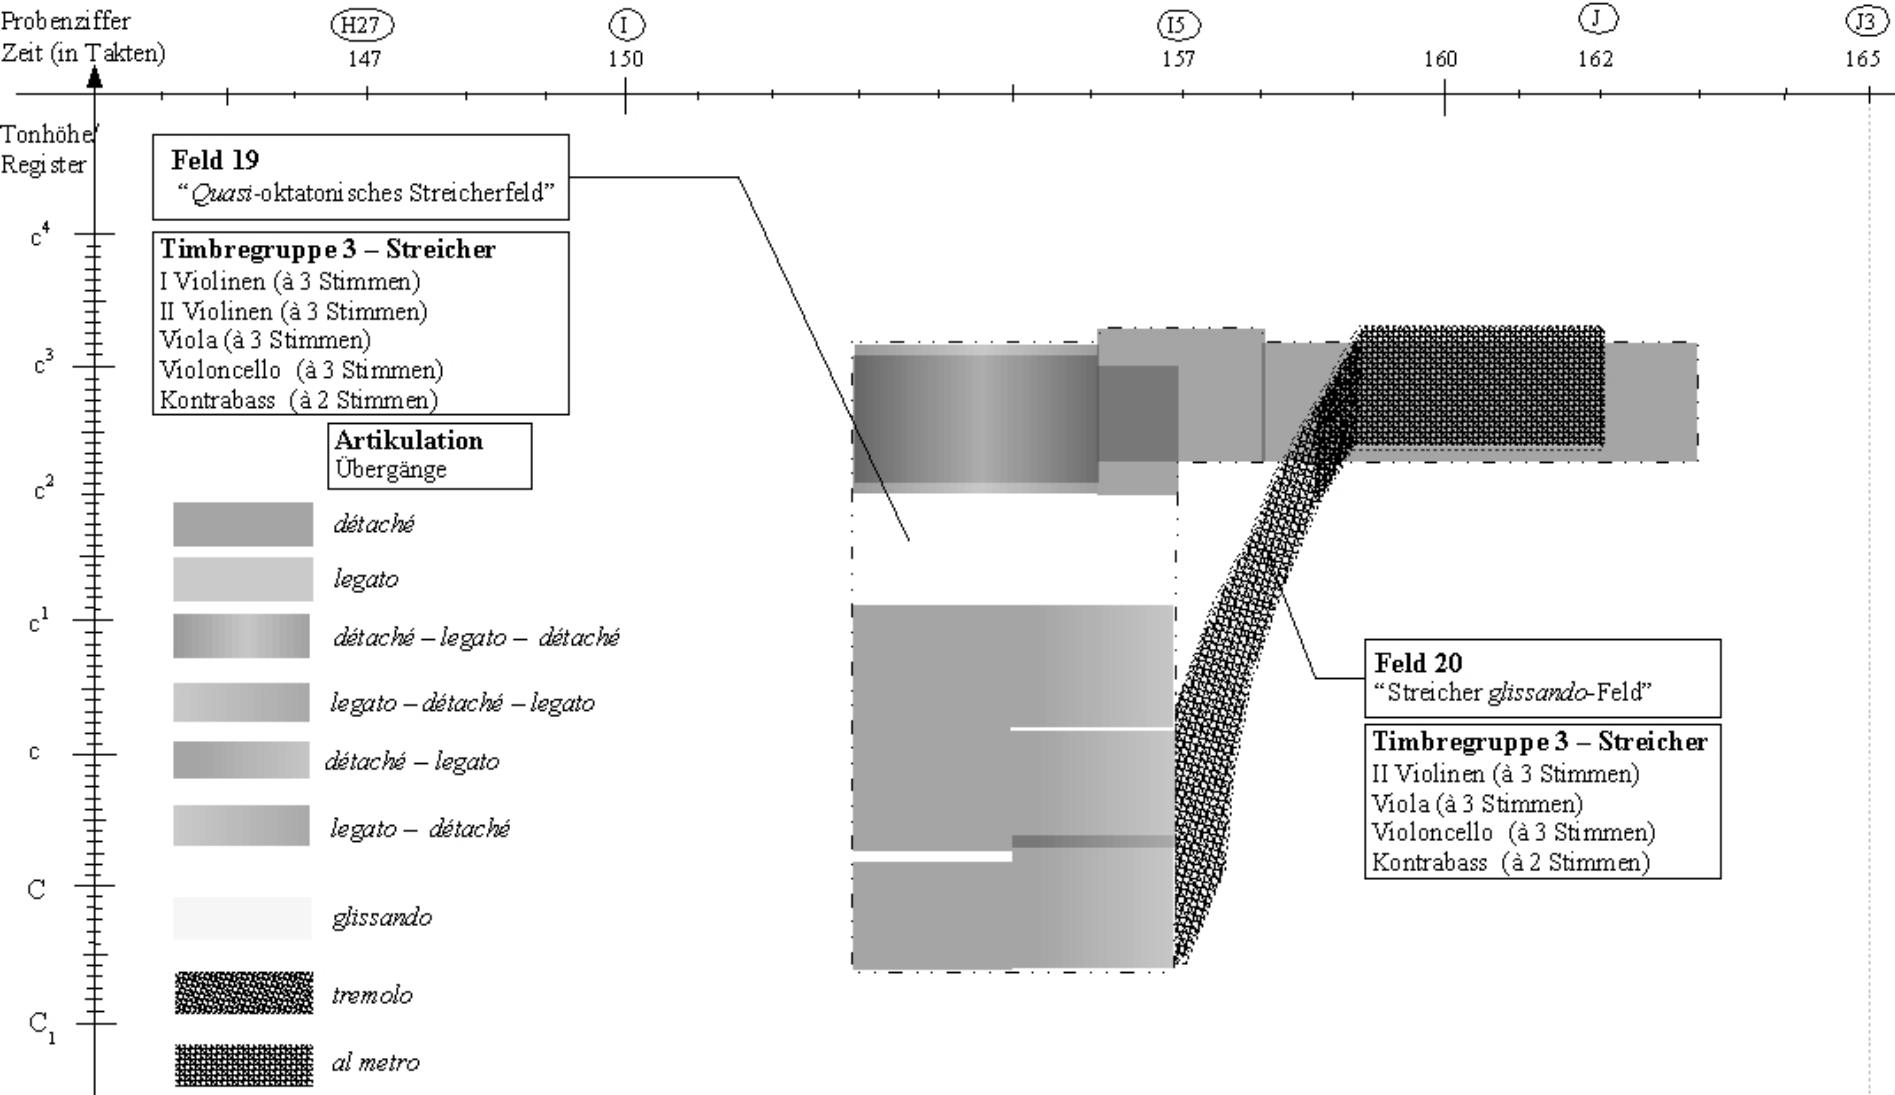 Probenziffer
H27 I I5 J J3
Zeit (in Takten)
147 150 157 160 162 165
Tonhöhe/
Register
Feld 19
“Quasi-oktatonisches Streicherfeld”
Timbregruppe 3 – Streicher
I Violinen (à 3 Stimmen)
II Violinen (à 3 Stimmen)
Viola (à 3 Stimmen)
Violoncello (à 3 Stimmen)
Kontrabass (à 2 Stimmen)
Artikulation
Übergänge
c4
c3
c2
c1
c
C
C1
détaché
legato
détaché – legato – détaché
legato – détaché – legato
détaché – legato
legato – détaché
glissando
tremolo
al metro
Feld 20
“Streicher glissando-Feld”
Timbregruppe 3 – Streicher
II Violinen (à 3 Stimmen)
Viola (à 3 Stimmen)
Violoncello (à 3 Stimmen)
Kontrabass (à 2 Stimmen)